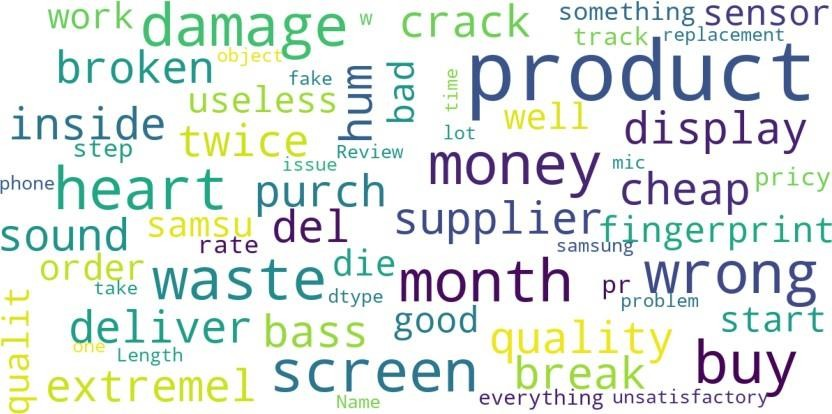 work damage w crack something sensor
track replacement
broken object fake hum bad time product
useless
inside twice lot well display
step issue Review money mic
phone heart purch cheap pricy
sound samsu del supplier fingerprint
rate samsung
order waste die month pr wrong
take dtype problem
deliver bass good quality start
qualit one Length
extremel screen break buy
Name everything unsatisfactory